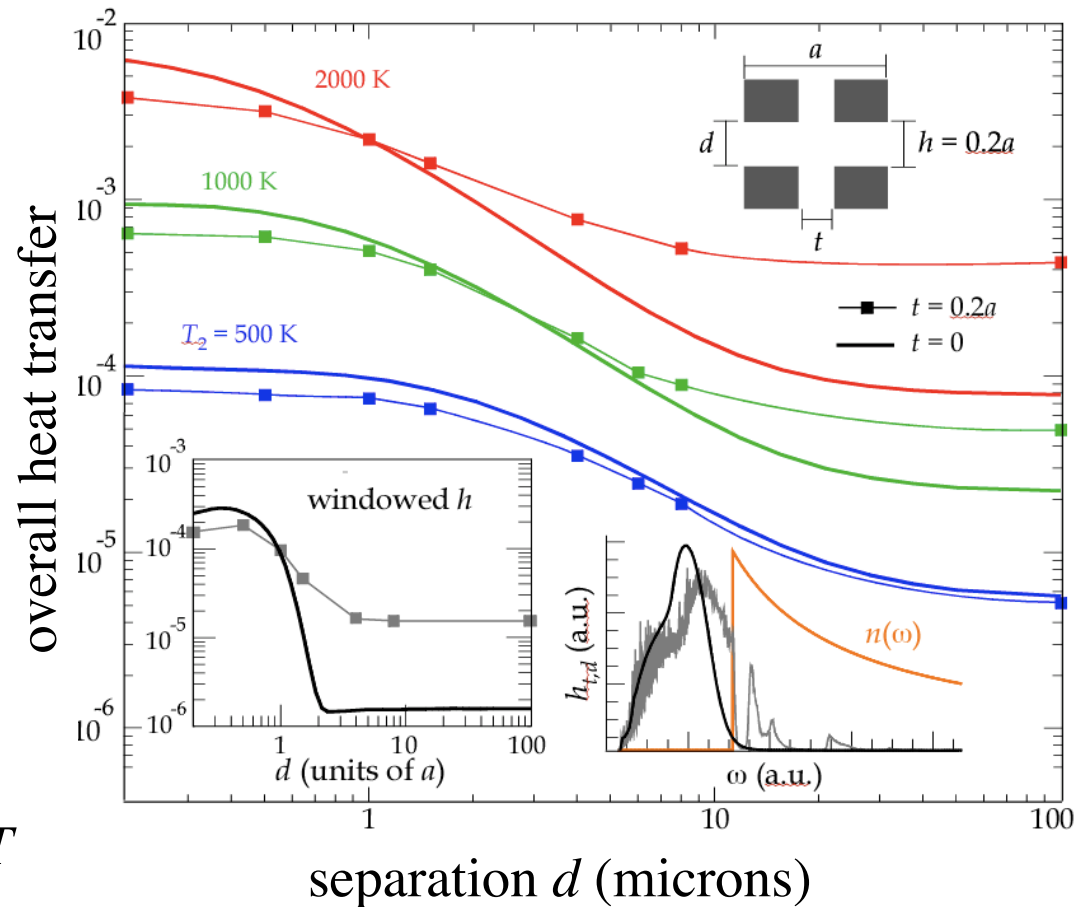 overall heat transfer
10⁻²
10⁻³
10⁻⁴
10⁻⁵
10⁻⁶
2000 K
1000 K
T₂ = 500 K
a
d
h = 0.2a
t
t = 0.2a
t = 0
windowed h
10⁻³
10⁻⁴
10⁻⁵
10⁻⁶
1 10 100
d (units of a)
hₜ,d (a.u.)
n(ω)
ω (a.u.)
1 10 100
T
separation d (microns)